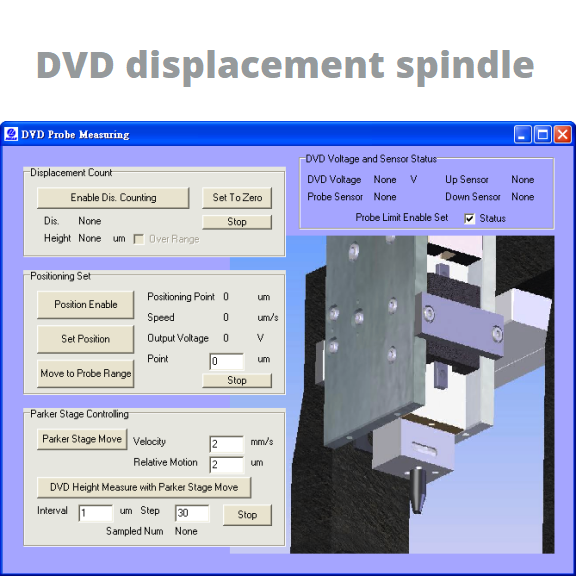 DVD displacement spindle
DVD Probe Measuring
Displacement Count
Enable Dis. Counting
Set To Zero
Dis. None
Stop
Height None um Over Range
DVD Voltage and Sensor Status
DVD Voltage None V Up Sensor None
Probe Sensor None Down Sensor None
Probe Limit Enable Set Status
Positioning Set
Position Enable
Positioning Point 0 um
Speed 0 um/s
Set Position
Output Voltage 0 V
Point 0 um
Move to Probe Range
Stop
Parker Stage Controlling
Parker Stage Move
Velocity 2 mm/s
Relative Motion 2 um
DVD Height Measure with Parker Stage Move
Interval 1 um Step 30 Stop
Sampled Num None